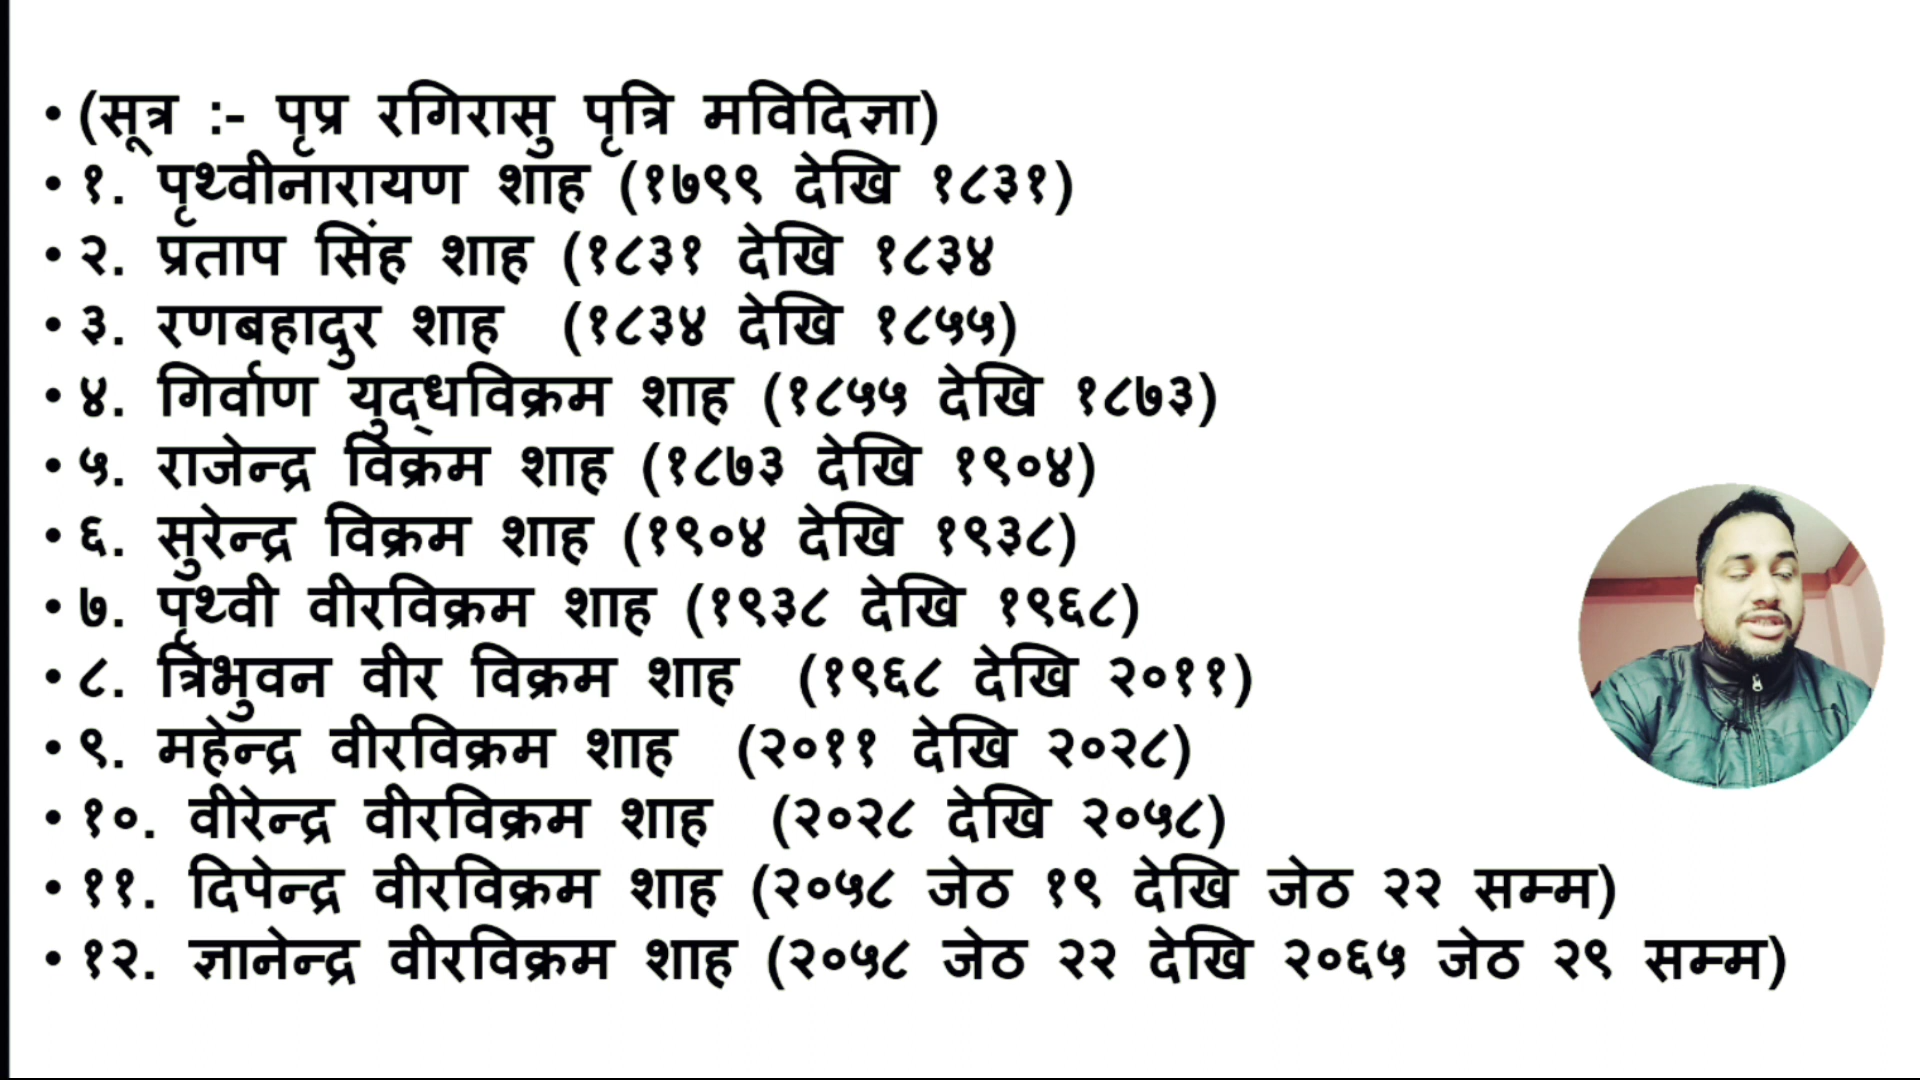 • (सूत्र :- पृप्र रगिरासु पृत्रि मविदिज्ञा)
• १. पृथ्वीनारायण शाह (१७९९ देखि १८३१)
• २. प्रताप सिंह शाह (१८३१ देखि १८३४
• ३. रणबहादुर शाह (१८३४ देखि १८५५)
• ४. गिर्वाण युद्धविक्रम शाह (१८५५ देखि १८७३)
• ५. राजेन्द्र विक्रम शाह (१८७३ देखि १९०४)
• ६. सुरेन्द्र विक्रम शाह (१९०४ देखि १९३८)
• ७. पृथ्वी वीरविक्रम शाह (१९३८ देखि १९६८)
• ८. त्रिभुवन वीर विक्रम शाह (१९६८ देखि २०११)
• ९. महेन्द्र वीरविक्रम शाह (२०११ देखि २०२८)
• १०. वीरेन्द्र वीरविक्रम शाह (२०२८ देखि २०५८)
• ११. दिपेन्द्र वीरविक्रम शाह (२०५८ जेठ १९ देखि जेठ २२ सम्म)
• १२. ज्ञानेन्द्र वीरविक्रम शाह (२०५८ जेठ २२ देखि २०६५ जेठ २९ सम्म)